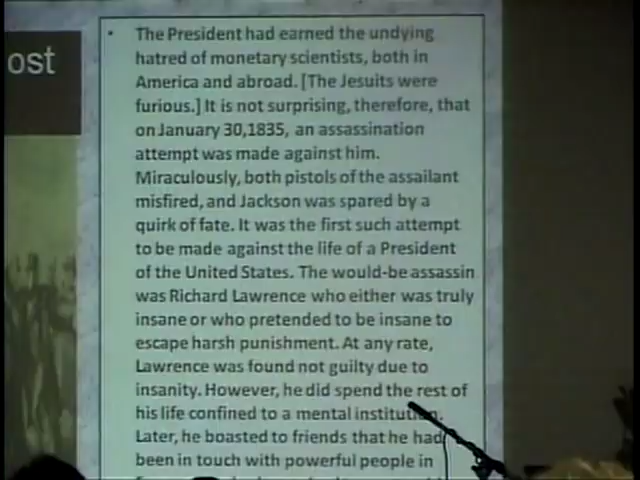 ost
• The President had earned the undying
hatred of monetary scientists, both in
America and abroad. [The Jesuits were
furious.] It is not surprising, therefore, that
on January 30,1835, an assassination
attempt was made against him.
Miraculously, both pistols of the assailant
misfired, and Jackson was spared by a
quirk of fate. It was the first such attempt
to be made against the life of a President
of the United States. The would-be assassin
was Richard Lawrence who either was truly
insane or who pretended to be insane to
escape harsh punishment. At any rate,
Lawrence was found not guilty due to
insanity. However, he did spend the rest of
his life confined to a mental institution.
Later, he boasted to friends that he had
been in touch with powerful people in